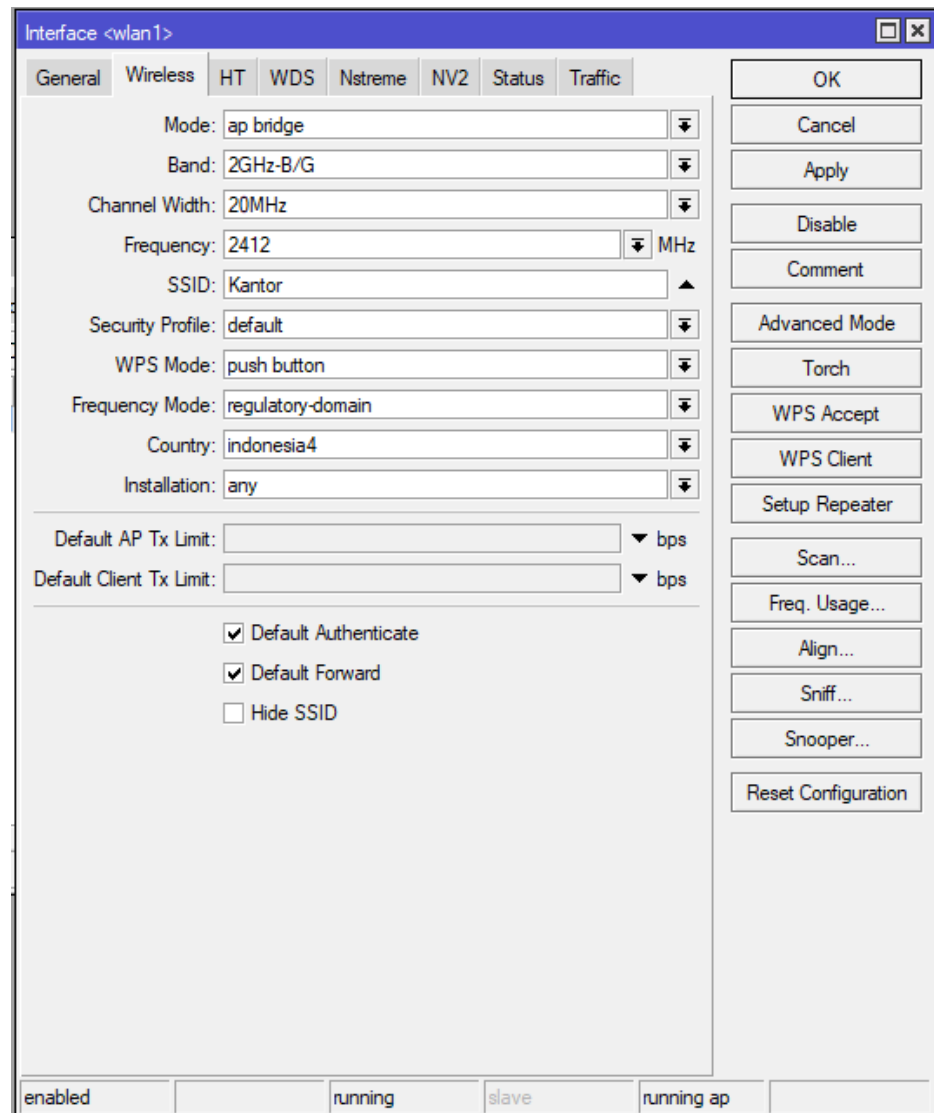 Interface <wlan1>
General Wireless HT WDS Nstreme NV2 Status Traffic
Mode: ap bridge
Band: 2GHz-B/G
Channel Width: 20MHz
Frequency: 2412 MHz
SSID: Kantor
Security Profile: default
WPS Mode: push button
Frequency Mode: regulatory-domain
Country: indonesia4
Installation: any
Default AP Tx Limit: bps
Default Client Tx Limit: bps
Default Authenticate
Default Forward
Hide SSID
OK
Cancel
Apply
Disable
Comment
Advanced Mode
Torch
WPS Accept
WPS Client
Setup Repeater
Scan...
Freq. Usage...
Align...
Sniff...
Snooper...
Reset Configuration
enabled running slave running ap